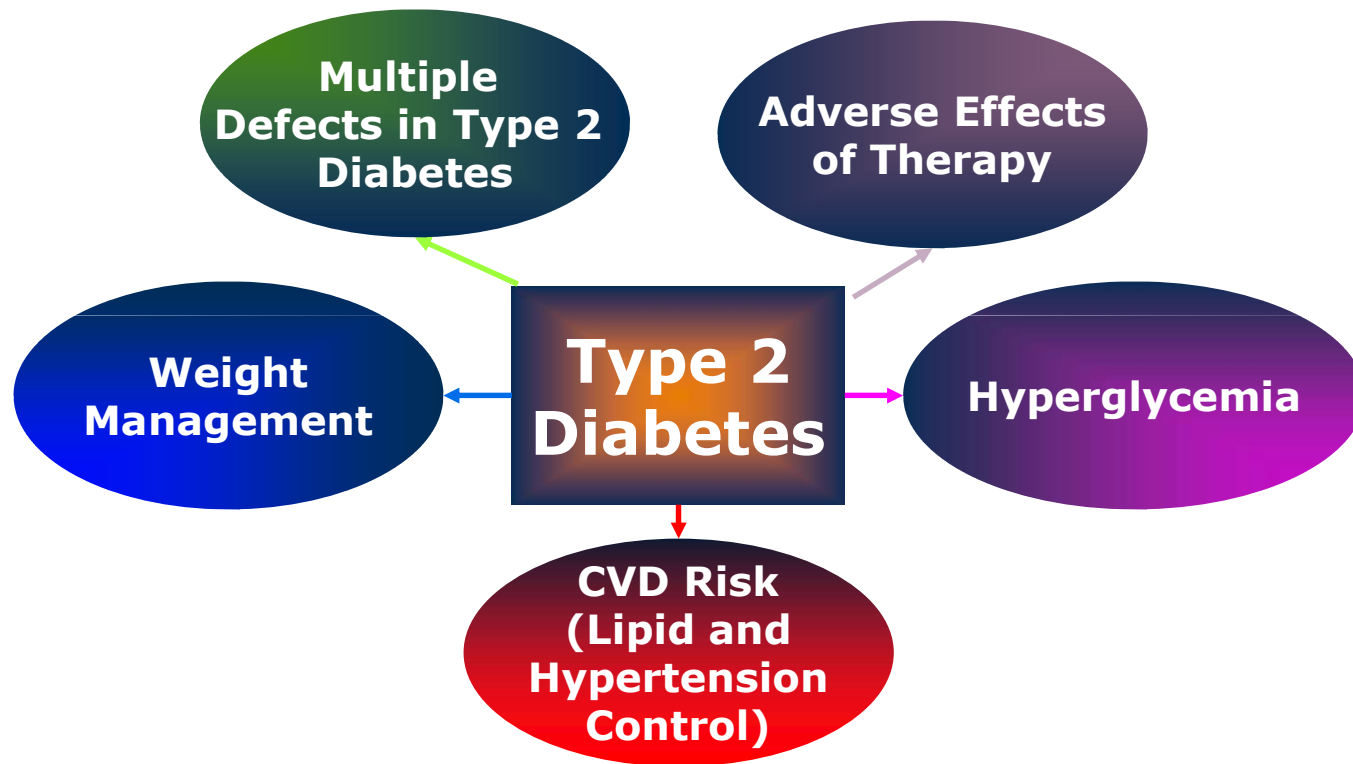 Multiple
Defects in Type 2
Diabetes
Adverse Effects
of Therapy
Weight
Management
Type 2
Diabetes
Hyperglycemia
CVD Risk
(Lipid and
Hypertension
Control)